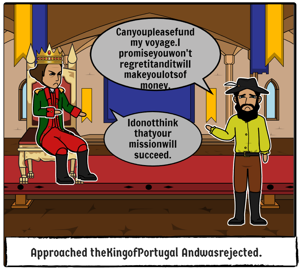 Canyoupleasefund
my voyage.I
promiseyouwon't
regretitanditwill
makeyoulotsof
money.
Idonotthink
thatyour
missionwill
succeed.
Approached theKingofPortugal Andwasrejected.